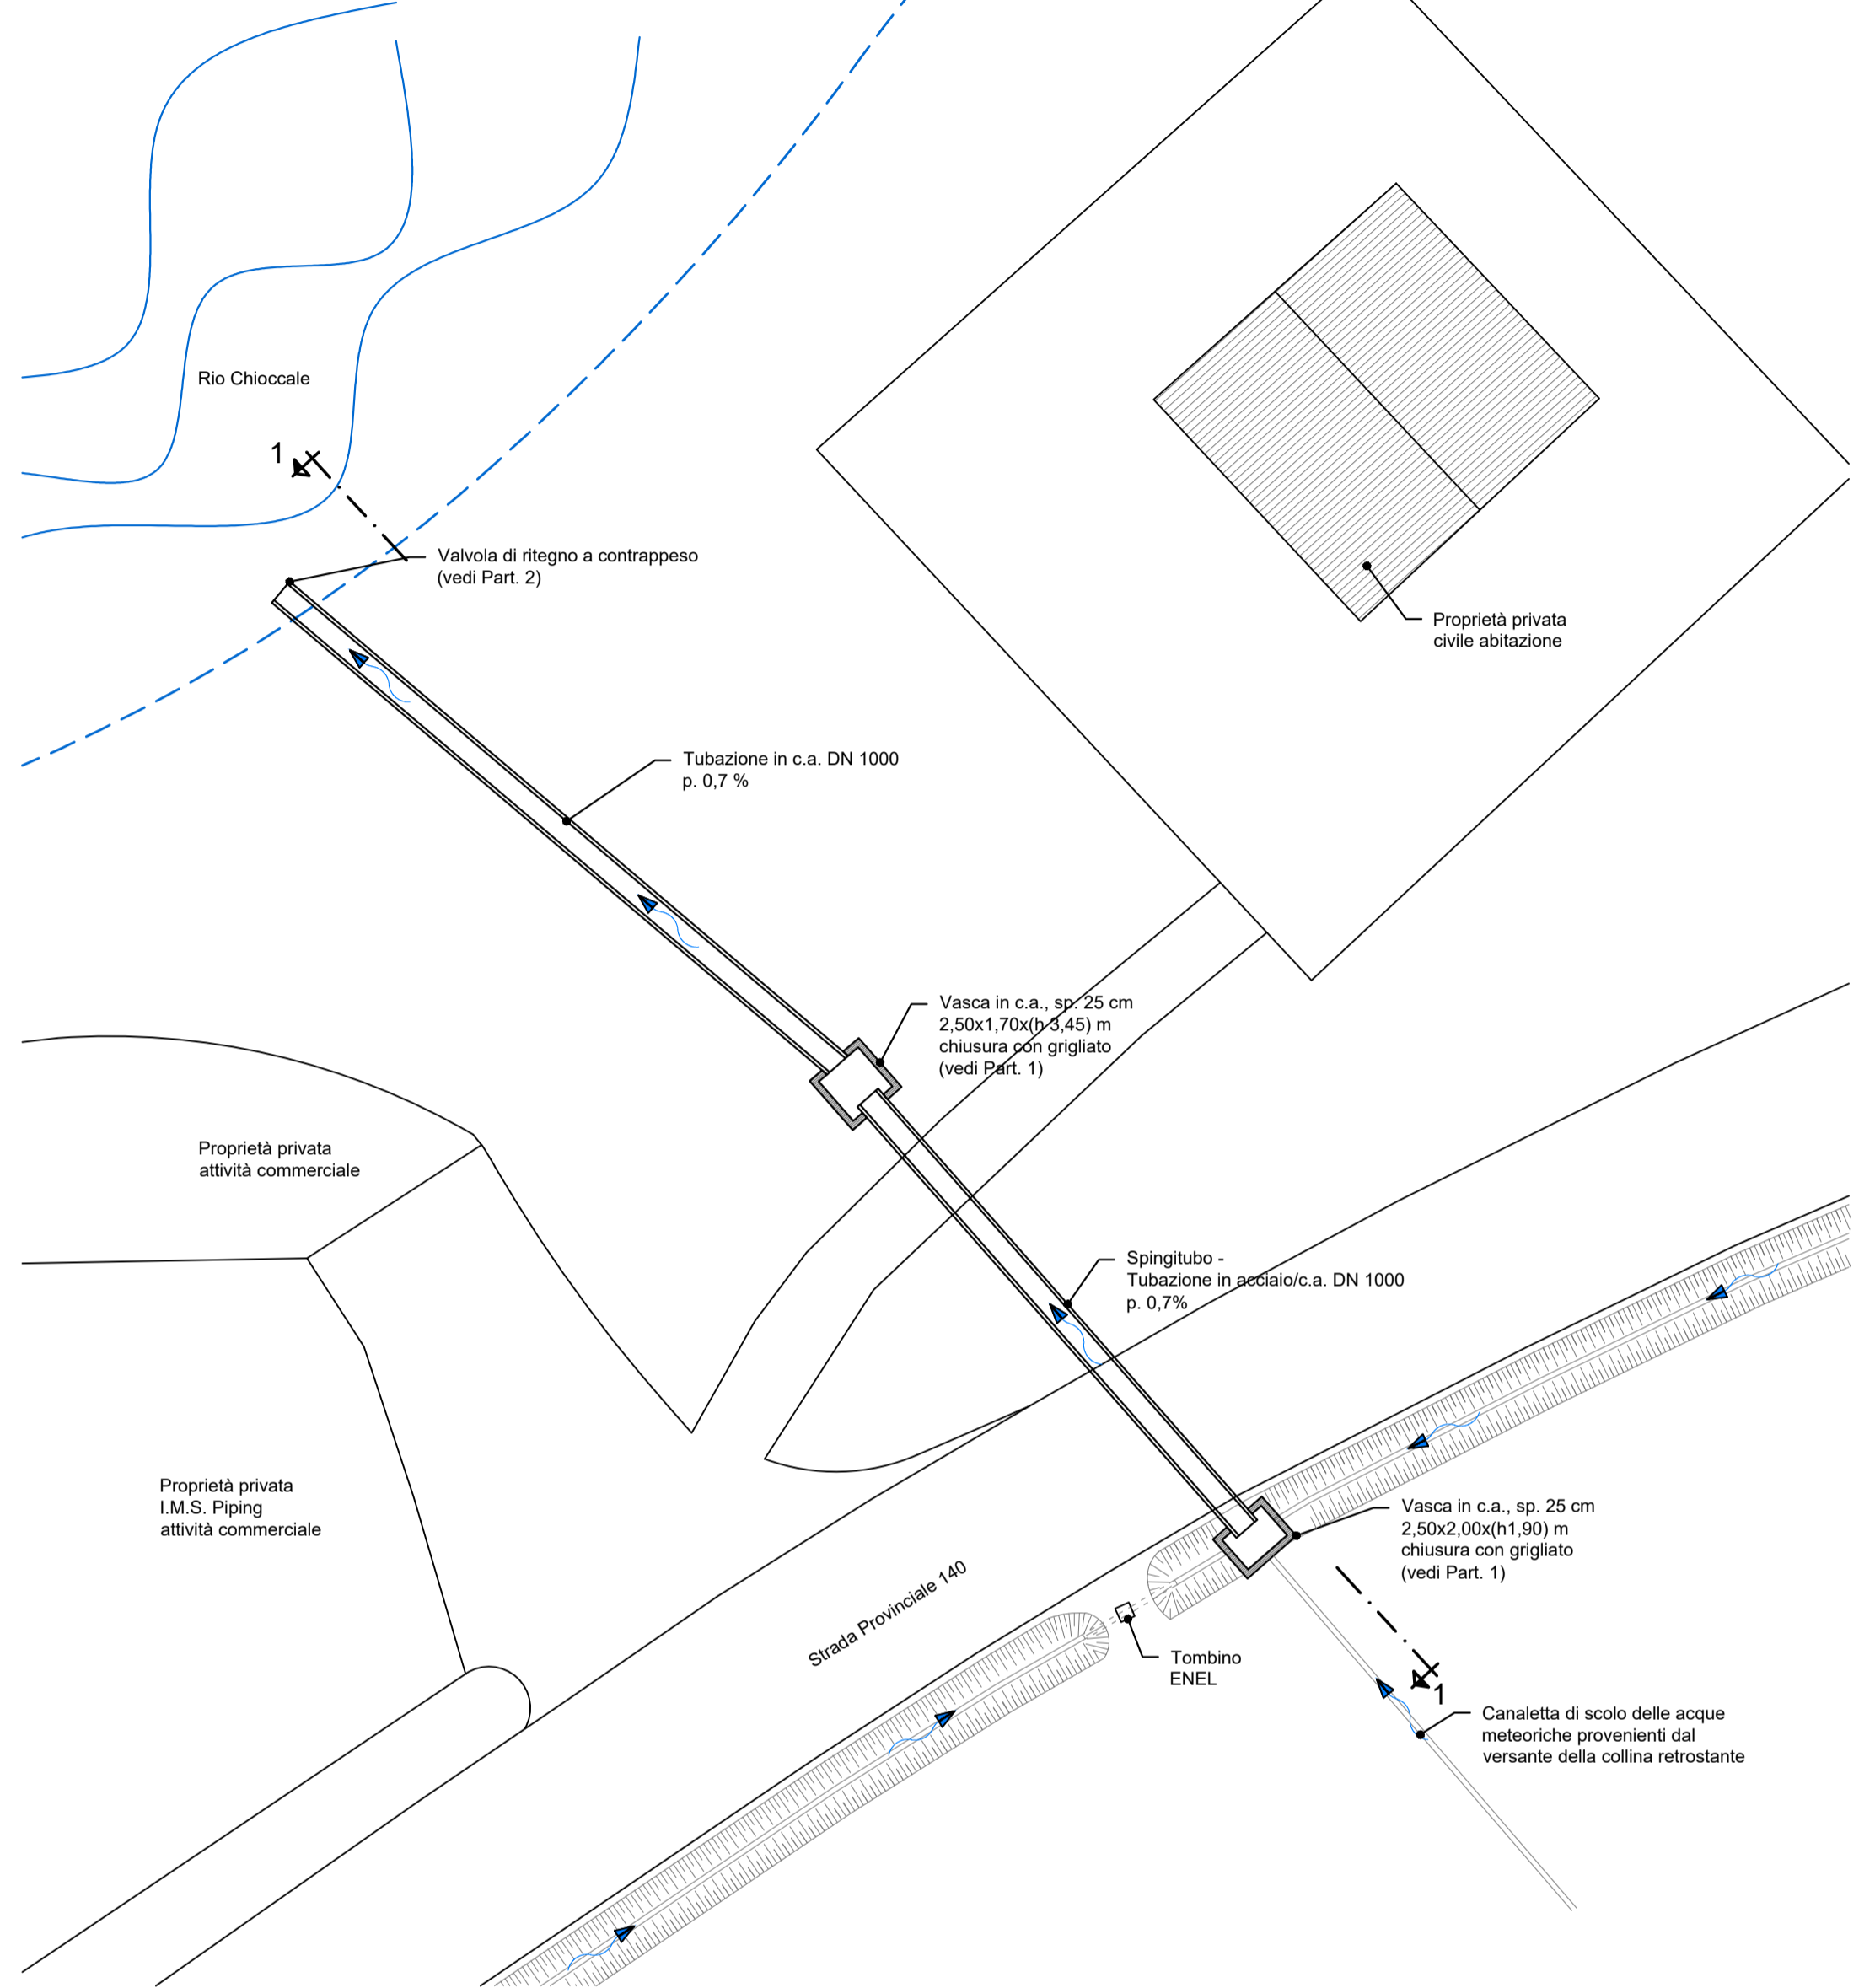 Rio Chioccale
1
Valvola di ritegno a contrappeso
(vedi Part. 2)
Proprietà privata
civile abitazione
Tubazione in c.a. DN 1000
p. 0,7 %
Vasca in c.a., sp. 25 cm
2,50x1,70x(h 3,45) m
chiusura con grigliato
(vedi Part. 1)
Proprietà privata
attività commerciale
Spingitubo -
Tubazione in acciaio/c.a. DN 1000
p. 0,7%
Proprietà privata
I.M.S. Piping
attività commerciale
Vasca in c.a., sp. 25 cm
2,50x2,00x(h1,90) m
chiusura con grigliato
(vedi Part. 1)
Strada Provinciale 140
Tombino
ENEL
1
Canaletta di scolo delle acque
meteoriche provenienti dal
versante della collina retrostante